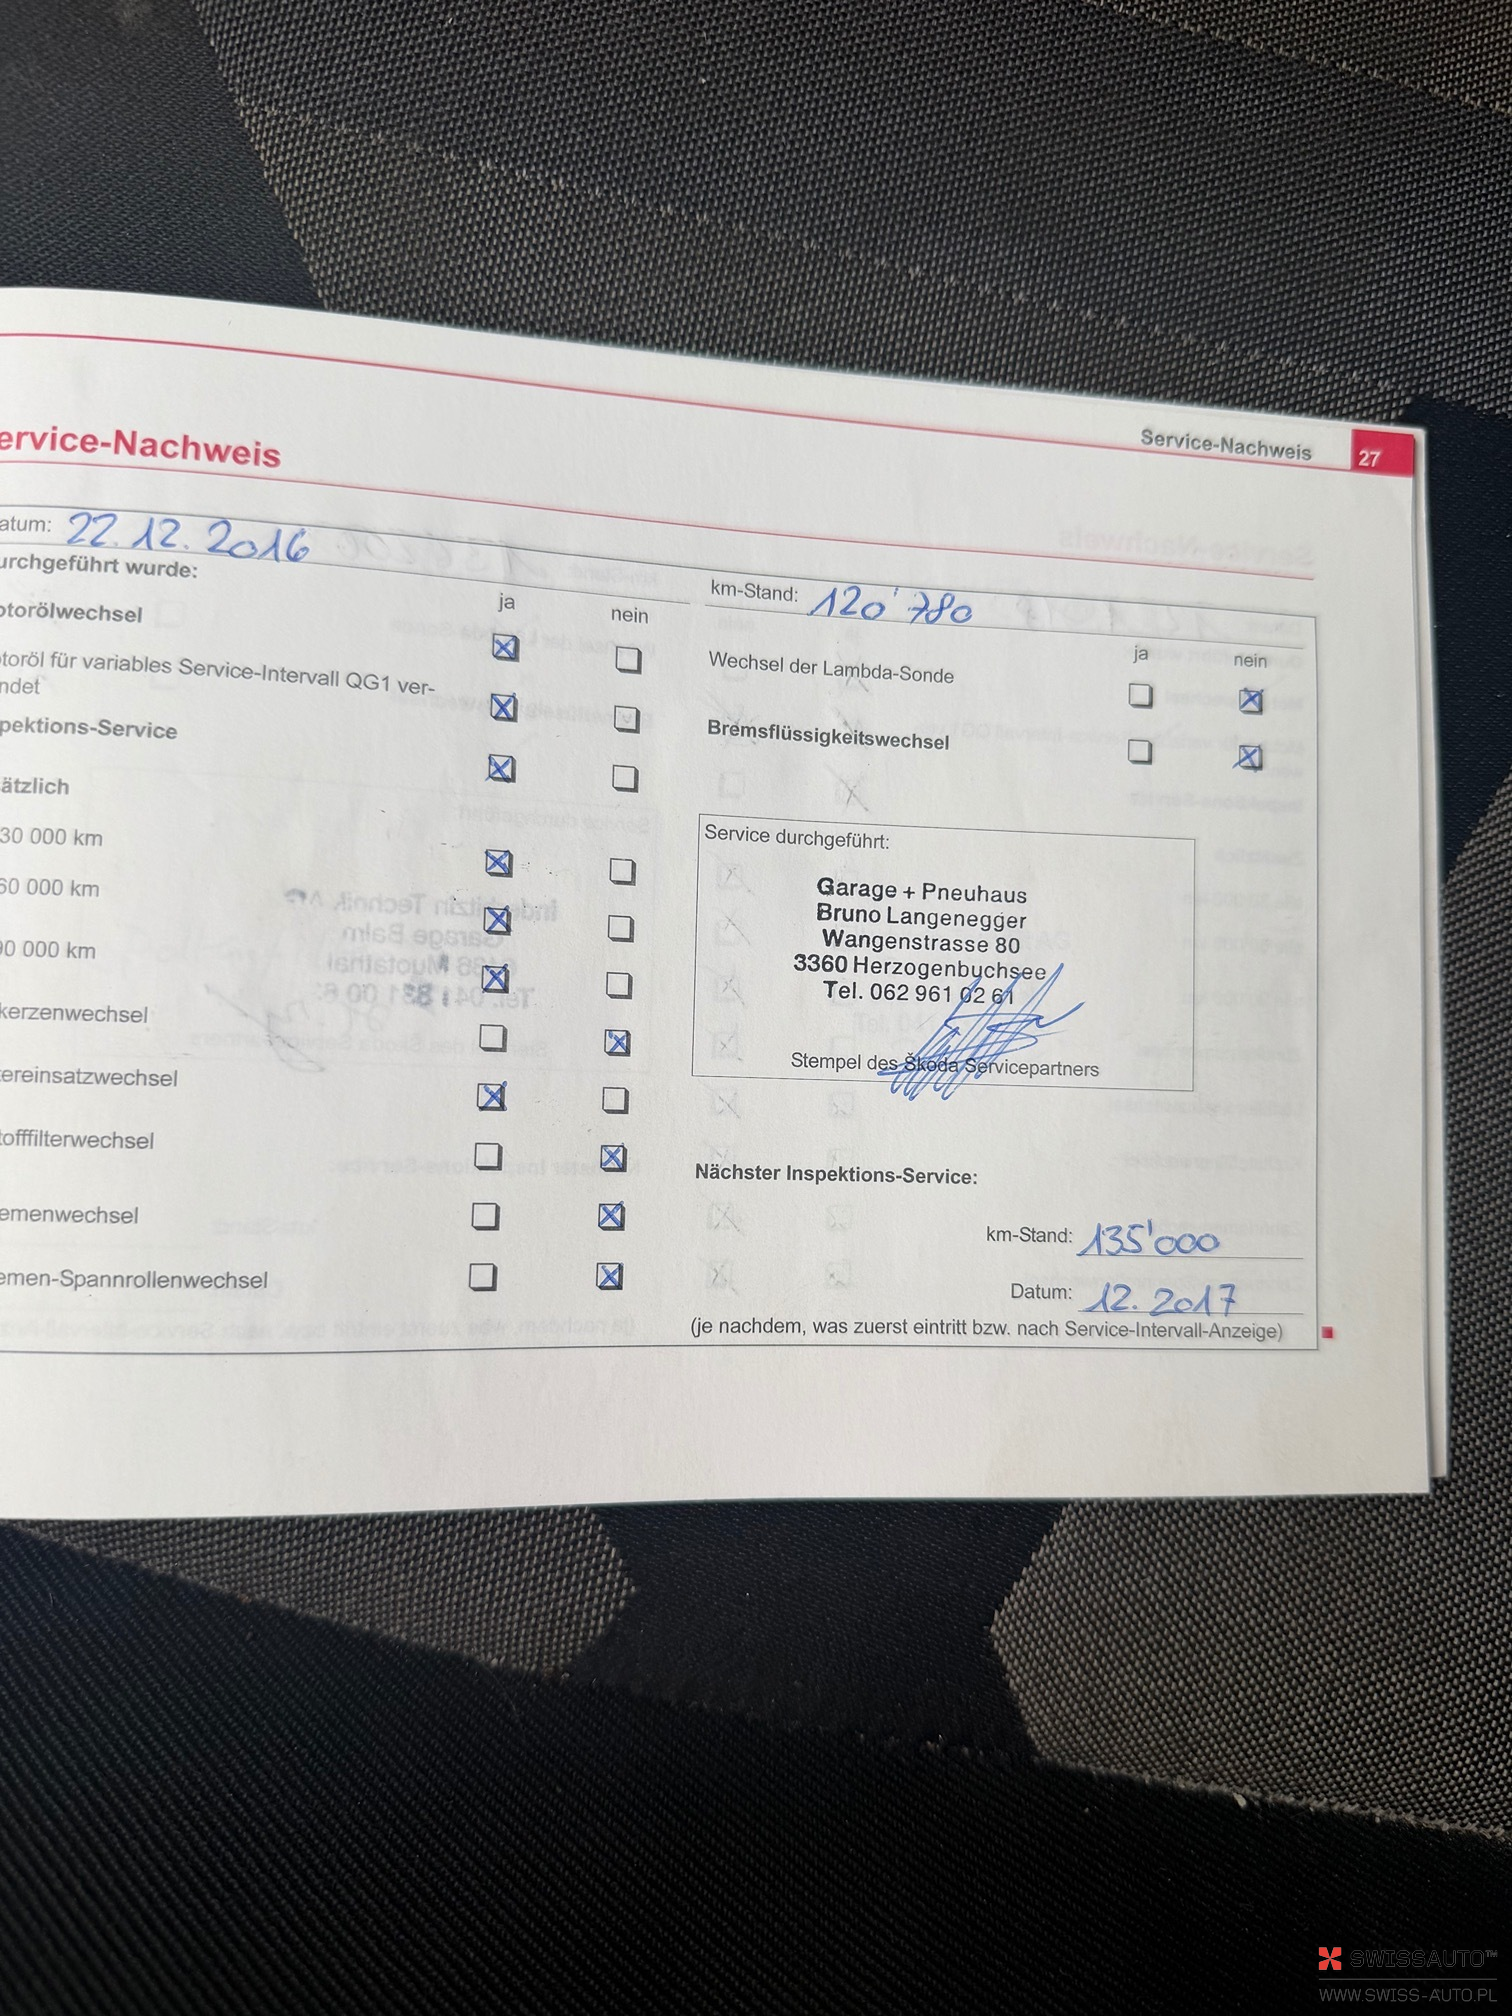 Service-Nachweis 27
ervice-Nachweis
atum: 22.12.2016
urchgeführt wurde:
km-Stand: 120'780
ja nein
otorölwechsel
otoröl für variables Service-Intervall QG1 ver-
ndet
pektions-Service
ätzlich
30 000 km
60 000 km
90 000 km
kerzenwechsel
tereinsatzwechsel
tofffilterwechsel
emenwechsel
emen-Spannrollenwechsel
ja nein
Wechsel der Lambda-Sonde
Bremsflüssigkeitswechsel
Service durchgeführt:
Garage + Pneuhaus
Bruno Langenegger
Wangenstrasse 80
3360 Herzogenbuchsee
Tel. 062 961 02 61
Stempel des Škoda Servicepartners
Nächster Inspektions-Service:
km-Stand: 135'000
Datum: 12.2017
(je nachdem, was zuerst eintritt bzw. nach Service-Intervall-Anzeige)
SWISSAUTO™
WWW.SWISS-AUTO.PL